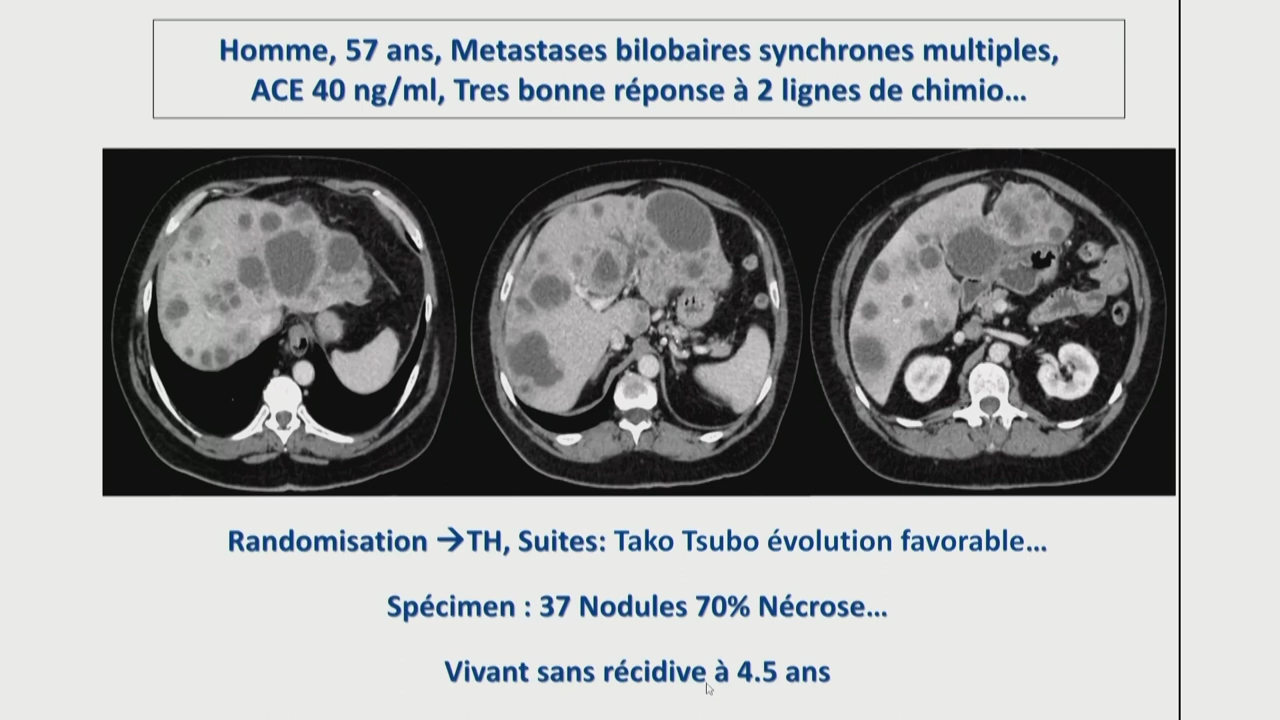 Homme, 57 ans, Metastases bilobaires synchrones multiples,
ACE 40 ng/ml, Tres bonne réponse à 2 lignes de chimio...
Randomisation →TH, Suites: Tako Tsubo évolution favorable...
Spécimen : 37 Nodules 70% Nécrose...
Vivant sans récidive à 4.5 ans